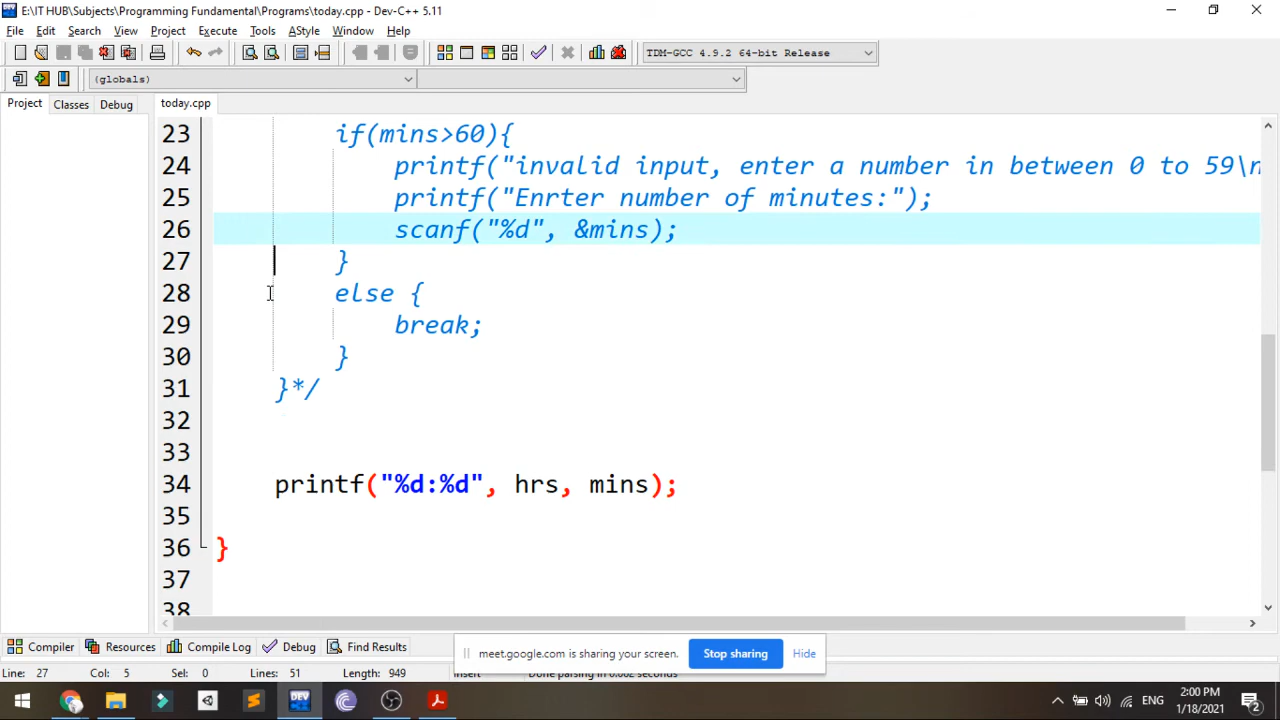 E:\IT HUB\Subjects\Programming Fundamental\Programs\today.cpp - Dev-C++ 5.11
File Edit Search View Project Execute Tools AStyle Window Help
TDM-GCC 4.9.2 64-bit Release
(globals)
Project Classes Debug today.cpp
23 if(mins>60){
24 printf("invalid input, enter a number in between 0 to 59\n
25 printf("Enrter number of minutes:");
26 scanf("%d", &mins);
27 }
28 else {
29 break;
30 }
31 }*/
32
33
34 printf("%d:%d", hrs, mins);
35
36 }
37
38
Compiler Resources Compile Log Debug Find Results
meet.google.com is sharing your screen. Stop sharing Hide
Line: 27 Col: 5 Sel: 0 Lines: 51 Length: 949 Insert Done parsing in 0.002 seconds
DEV
ENG 2:00 PM
1/18/2021 2